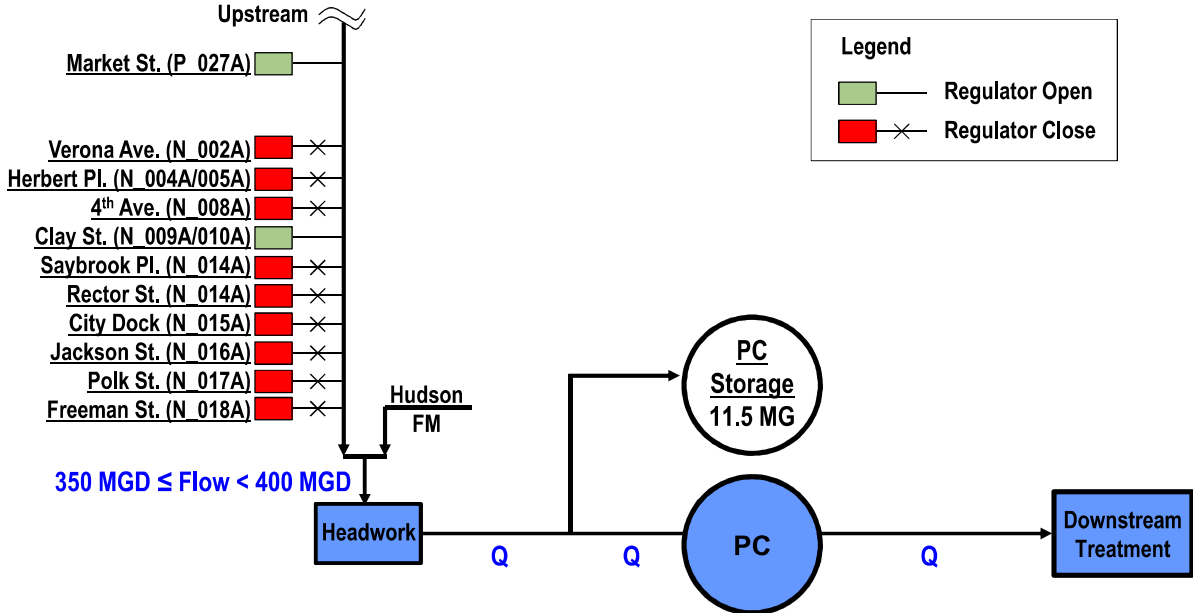 Upstream
Market St. (P_027A)
Verona Ave. (N_002A)
Herbert Pl. (N_004A/005A)
4th Ave. (N_008A)
Clay St. (N_009A/010A)
Saybrook Pl. (N_014A)
Rector St. (N_014A)
City Dock (N_015A)
Jackson St. (N_016A)
Polk St. (N_017A)
Freeman St. (N_018A)
Legend
Regulator Open
Regulator Close
Hudson
FM
350 MGD ≤ Flow < 400 MGD
Headwork
PC
Storage
11.5 MG
Q
Q
PC
Q
Downstream
Treatment